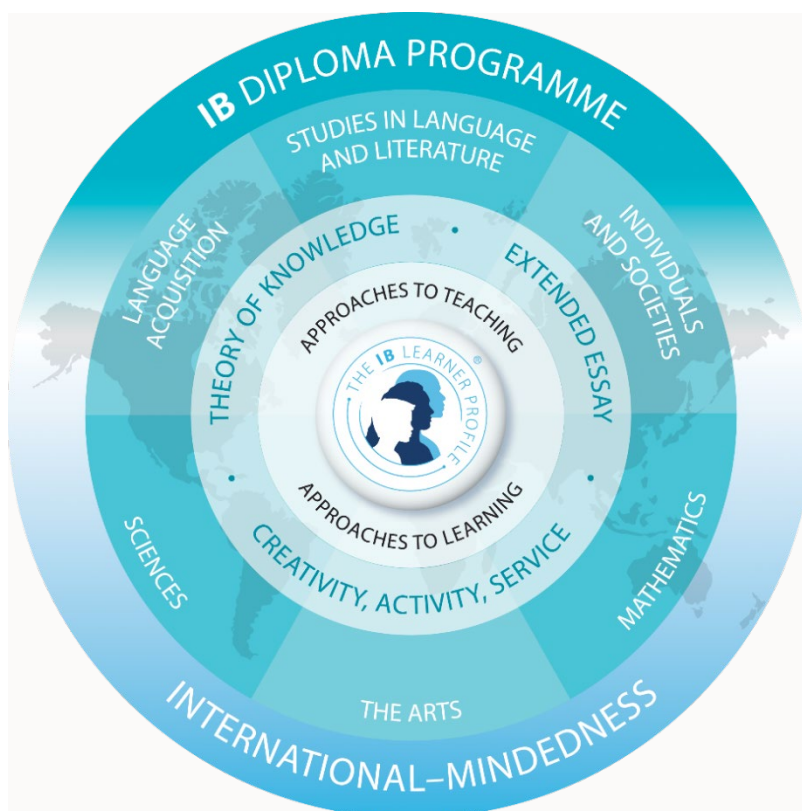 IB DIPLOMA PROGRAMME
STUDIES IN LANGUAGE
AND LITERATURE
LANGUAGE
ACQUISITION
INDIVIDUALS
AND SOCIETIES
THEORY OF KNOWLEDGE
•
EXTENDED ESSAY
•
APPROACHES TO TEACHING
THE IB LEARNER PROFILE
®
APPROACHES TO LEARNING
•
CREATIVITY, ACTIVITY, SERVICE
SCIENCES
MATHEMATICS
THE ARTS
INTERNATIONAL–MINDEDNESS